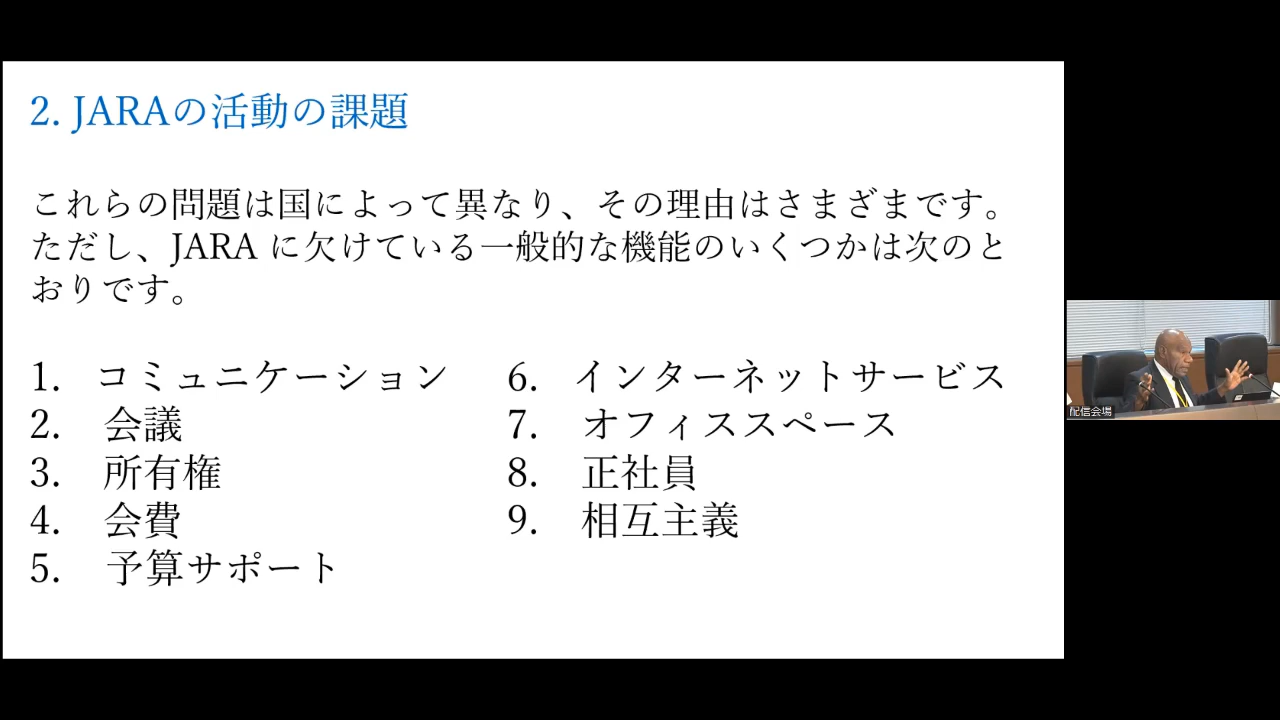 2. JARAの活動の課題
これらの問題は国によって異なり、その理由はさまざまです。
ただし、JARA に欠けている一般的な機能のいくつかは次のと
おりです。
1. コミュニケーション
2. 会議
3. 所有権
4. 会費
5. 予算サポート
6. インターネットサービス
7. オフィススペース
8. 正社員
9. 相互主義
配信会場